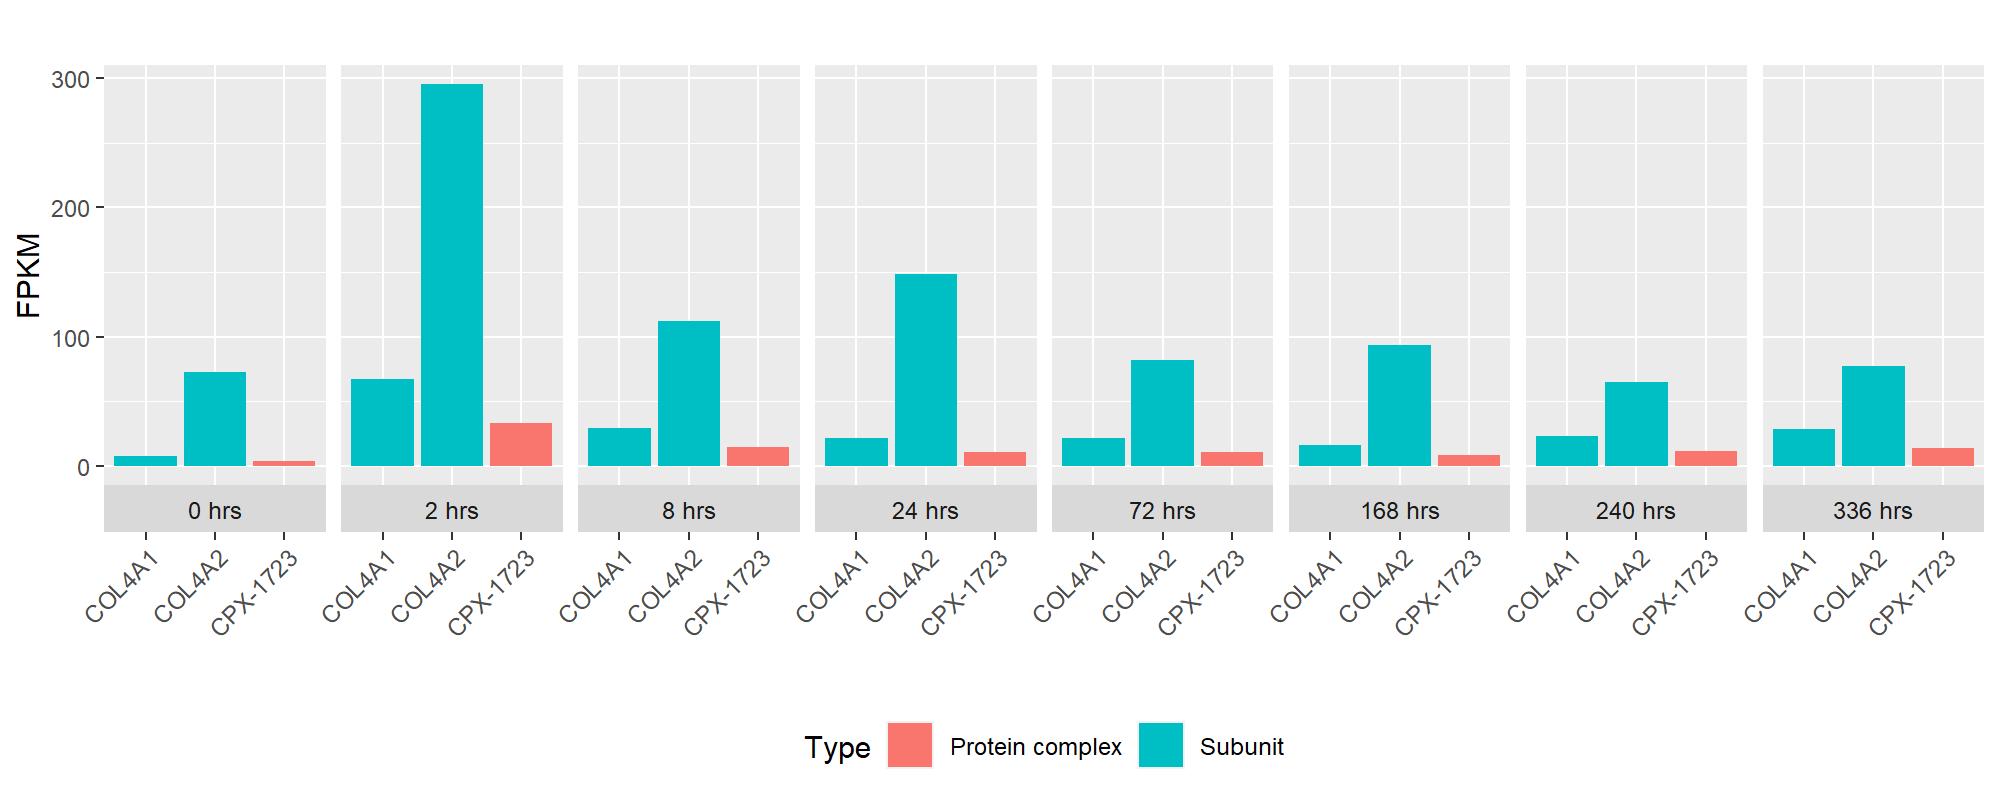 FPKM
300
200
100
0
0 hrs 2 hrs 8 hrs 24 hrs 72 hrs 168 hrs 240 hrs 336 hrs
COL4A1 COL4A2 CPX-1723 COL4A1 COL4A2 CPX-1723 COL4A1 COL4A2 CPX-1723 COL4A1 COL4A2 CPX-1723 COL4A1 COL4A2 CPX-1723 COL4A1 COL4A2 CPX-1723 COL4A1 COL4A2 CPX-1723 COL4A1 COL4A2 CPX-1723
Type Protein complex Subunit